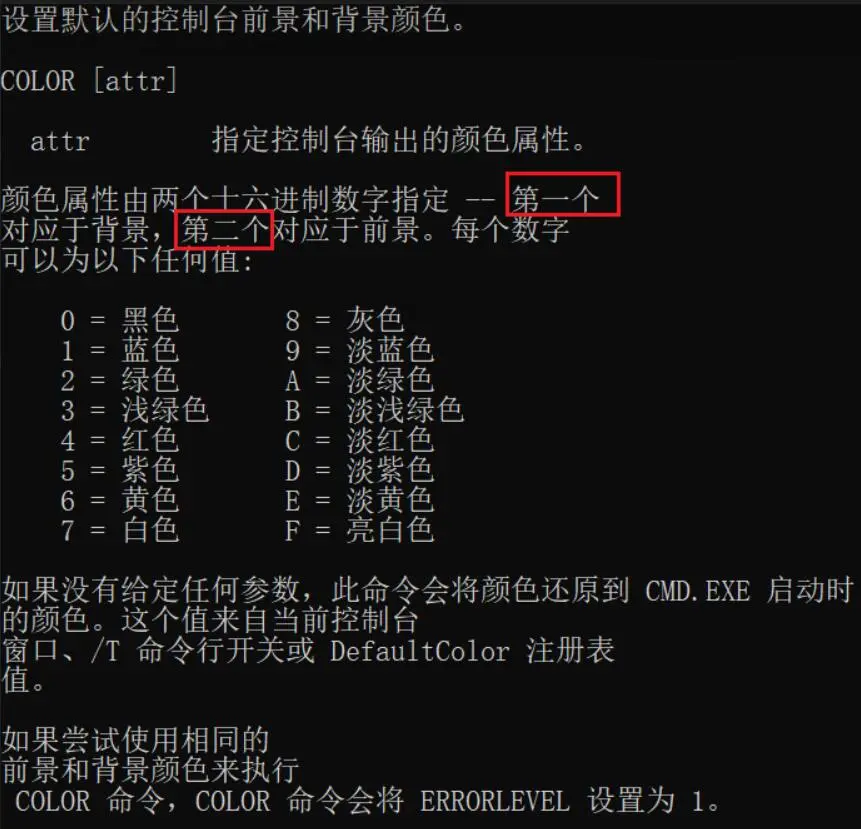 设置默认的控制台前景和背景颜色。
COLOR [attr]
attr 指定控制台输出的颜色属性。
颜色属性由两个十六进制数字指定 -- 第一个
对应于背景，第二个对应于前景。每个数字
可以为以下任何值:
0 = 黑色 8 = 灰色
1 = 蓝色 9 = 淡蓝色
2 = 绿色 A = 淡绿色
3 = 浅绿色 B = 淡浅绿色
4 = 红色 C = 淡红色
5 = 紫色 D = 淡紫色
6 = 黄色 E = 淡黄色
7 = 白色 F = 亮白色
如果没有给定任何参数，此命令会将颜色还原到 CMD.EXE 启动时
的颜色。这个值来自当前控制台
窗口、/T 命令行开关或 DefaultColor 注册表
值。
如果尝试使用相同的
前景和背景颜色来执行
COLOR 命令，COLOR 命令会将 ERRORLEVEL 设置为 1。